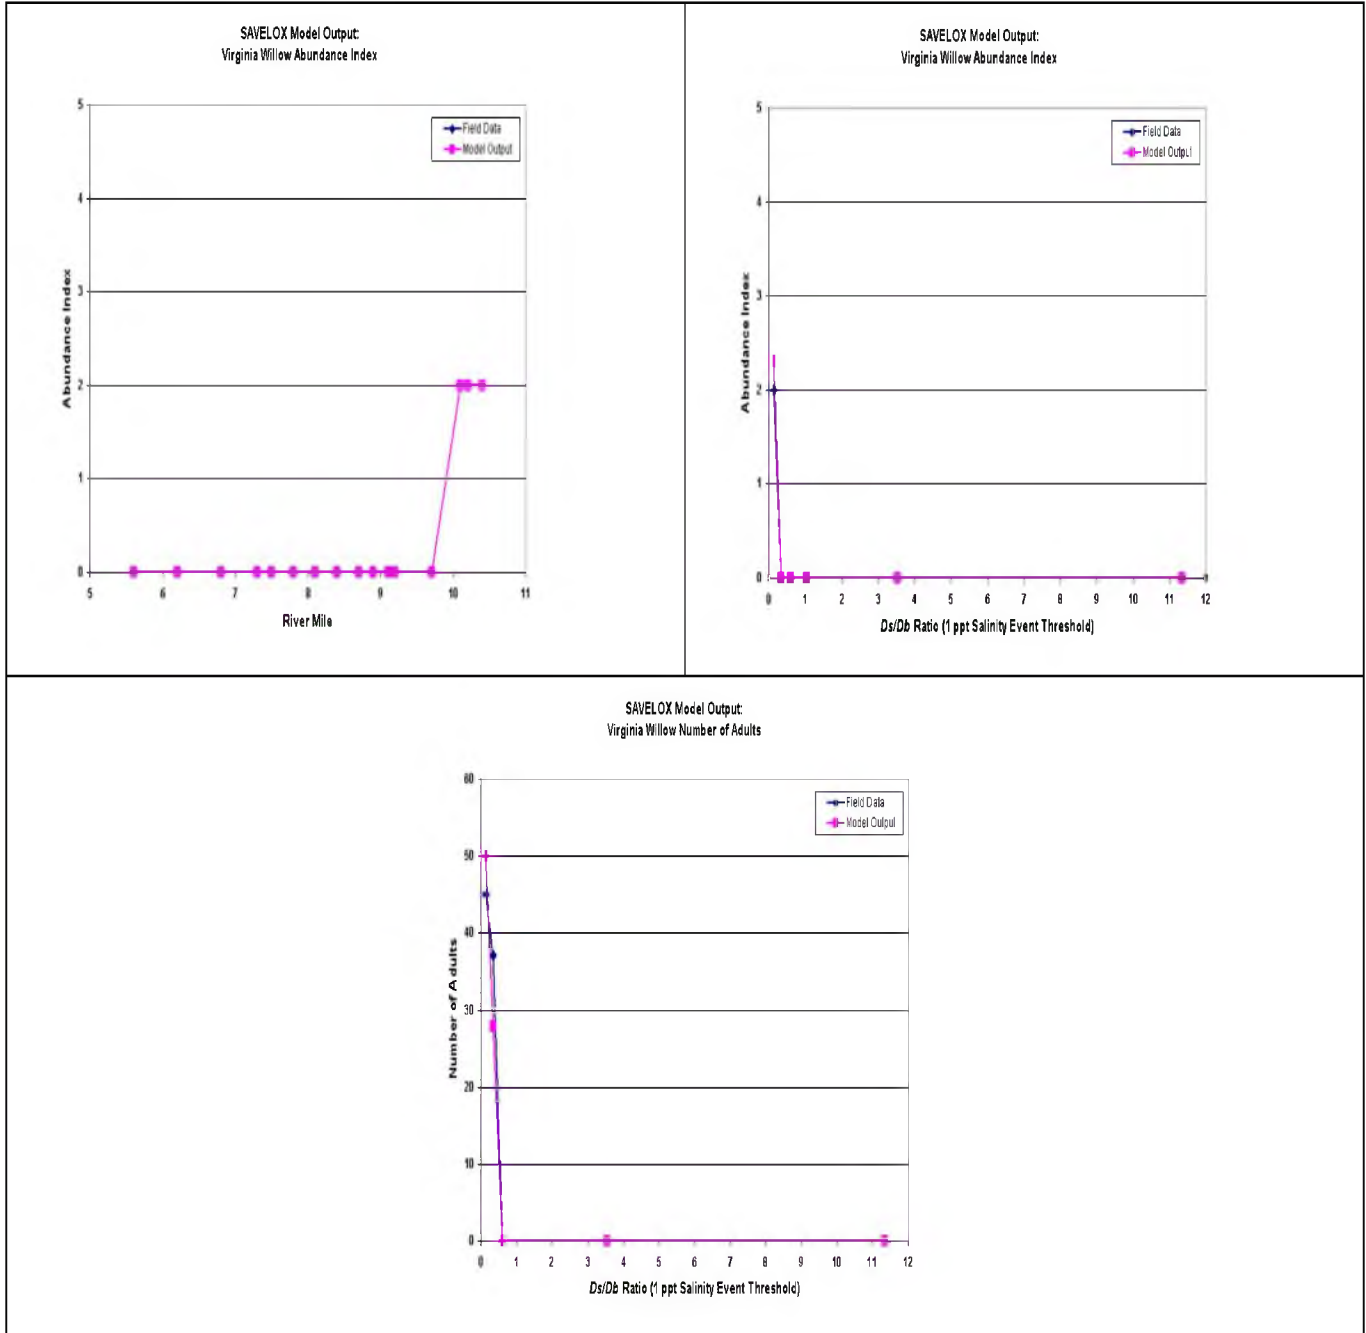 SAVELOX Model Output:
Virginia Willow Abundance Index
5
4
3
2
1
0
Abundance Index
Field Data
Model Output
5 6 7 8 9 10 11
River Mile
SAVELOX Model Output:
Virginia Willow Abundance Index
5
4
3
2
1
0
Abundance Index
Field Data
Model Output
0 1 2 3 4 5 6 7 8 9 10 11 12
Ds/Db Ratio (1 ppt Salinity Event Threshold)
SAVELOX Model Output:
Virginia Willow Number of Adults
60
50
40
30
20
10
0
Number of Adults
Field Data
Model Output
0 1 2 3 4 5 6 7 8 9 10 11 12
Ds/Db Ratio (1 ppt Salinity Event Threshold)